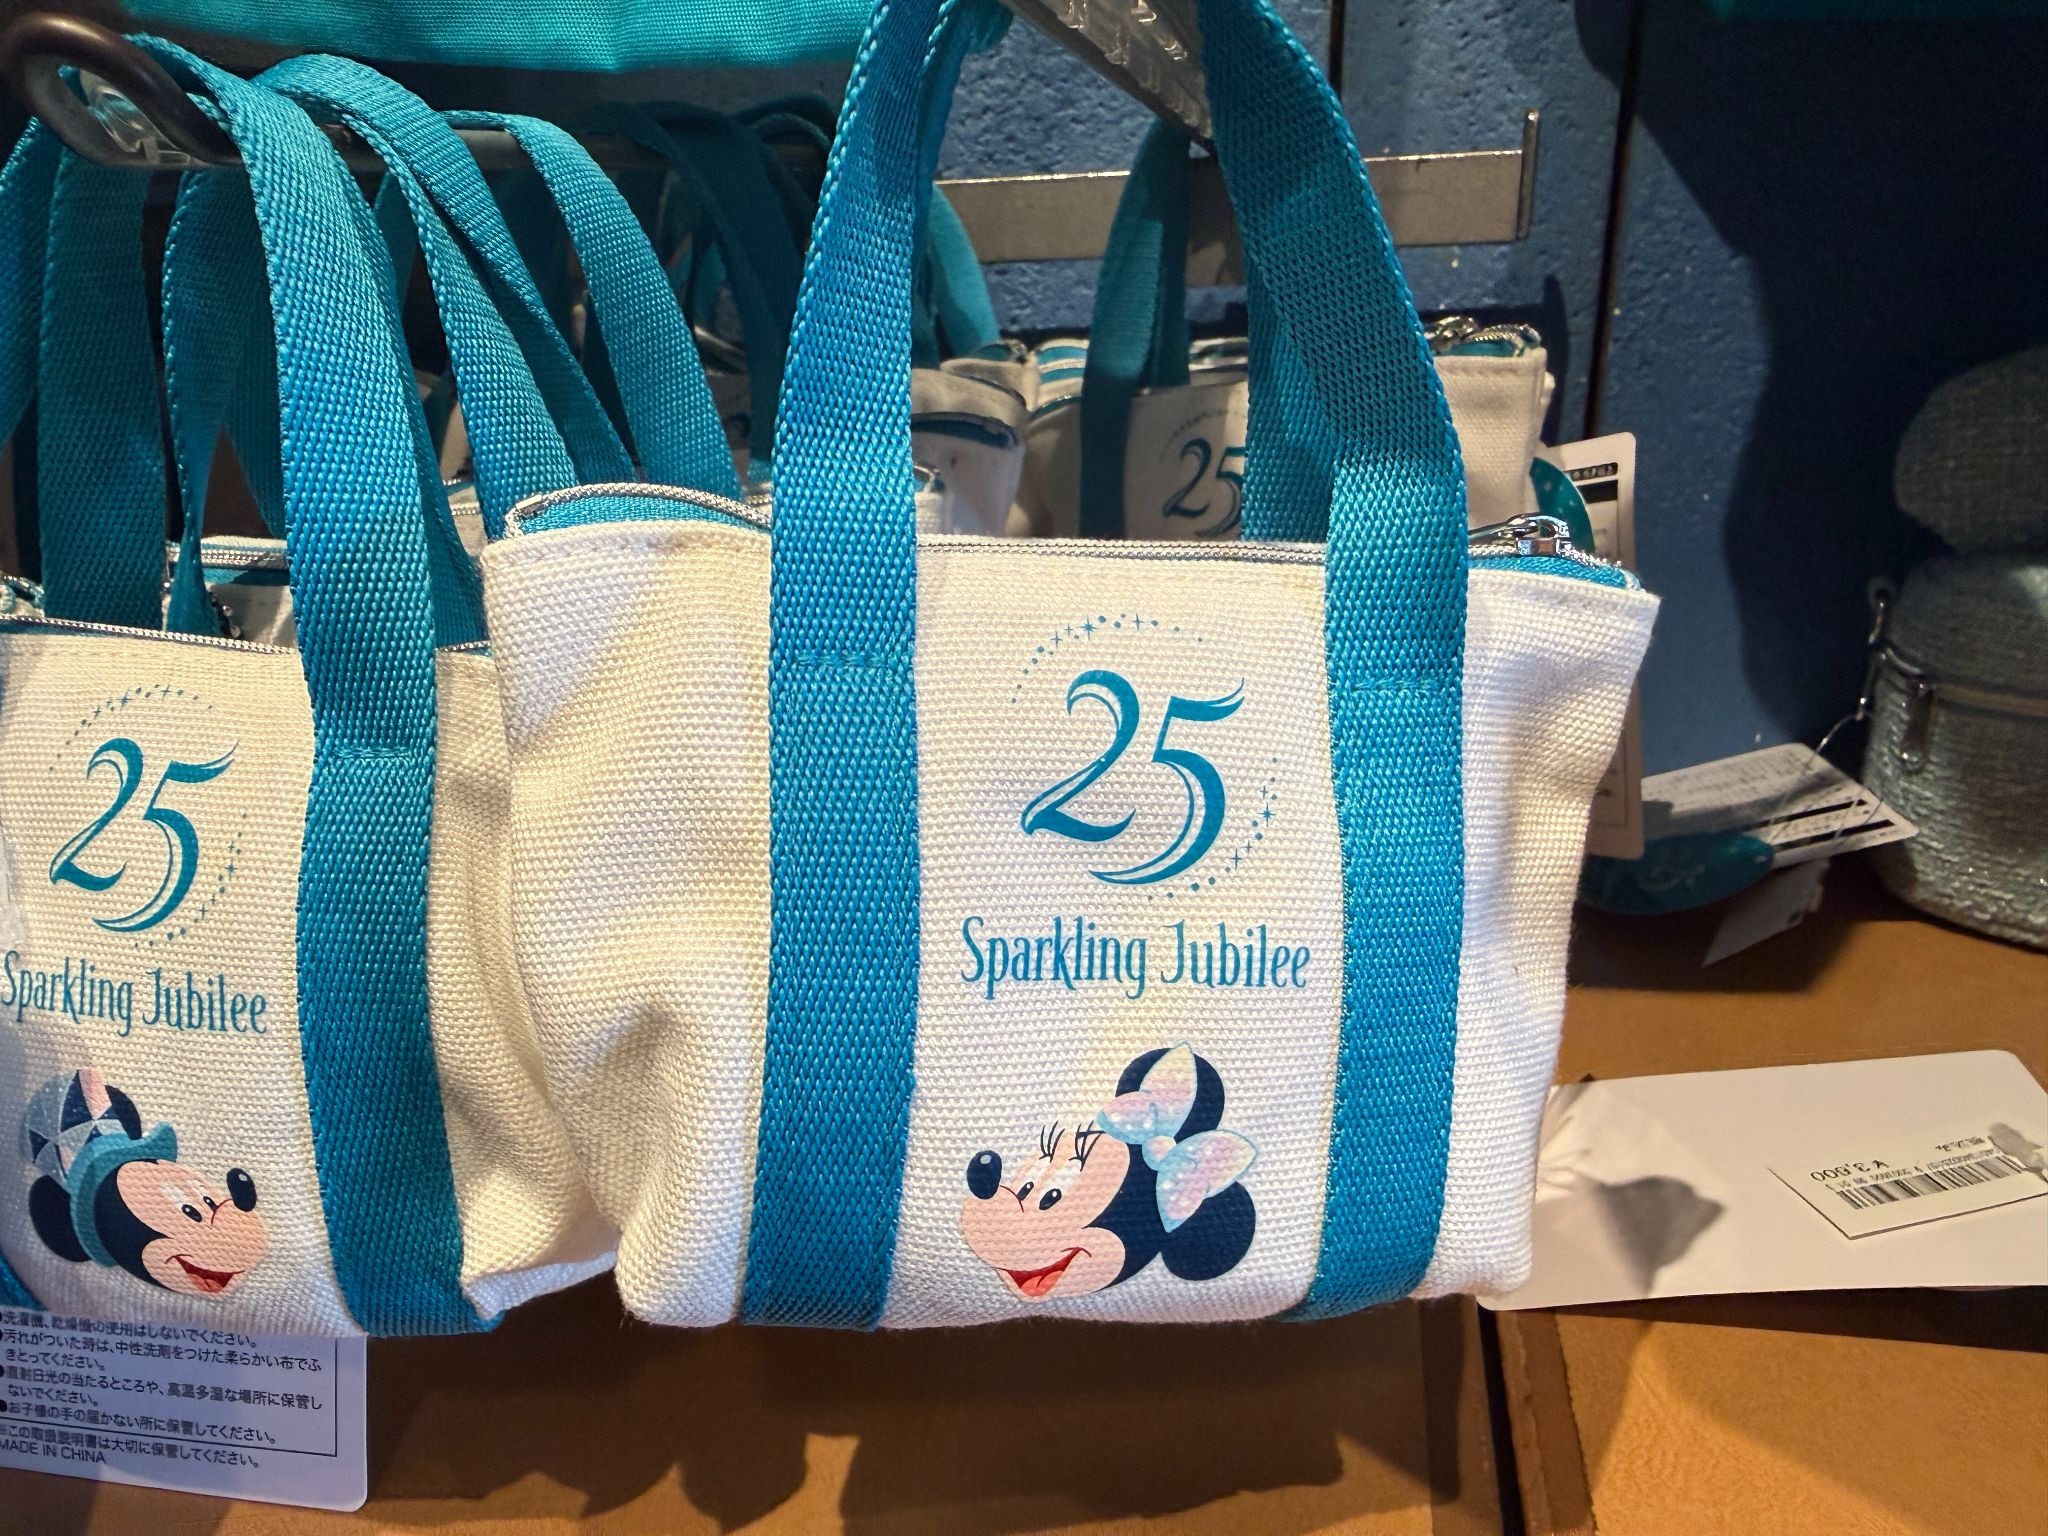 25
Sparkling Jubilee
25
Sparkling Jubilee
25
●洗濯機、乾燥機の使用はしないでください。
●汚れがついた時は、中性洗剤をつけた柔らかい布でふ
きとってください。
●直射日光の当たるところや、高温多湿な場所に保管し
ないでください。
●お子様の手の届かない所に保管してください。
※この取扱説明書は大切に保管してください。
MADE IN CHINA
¥3,900